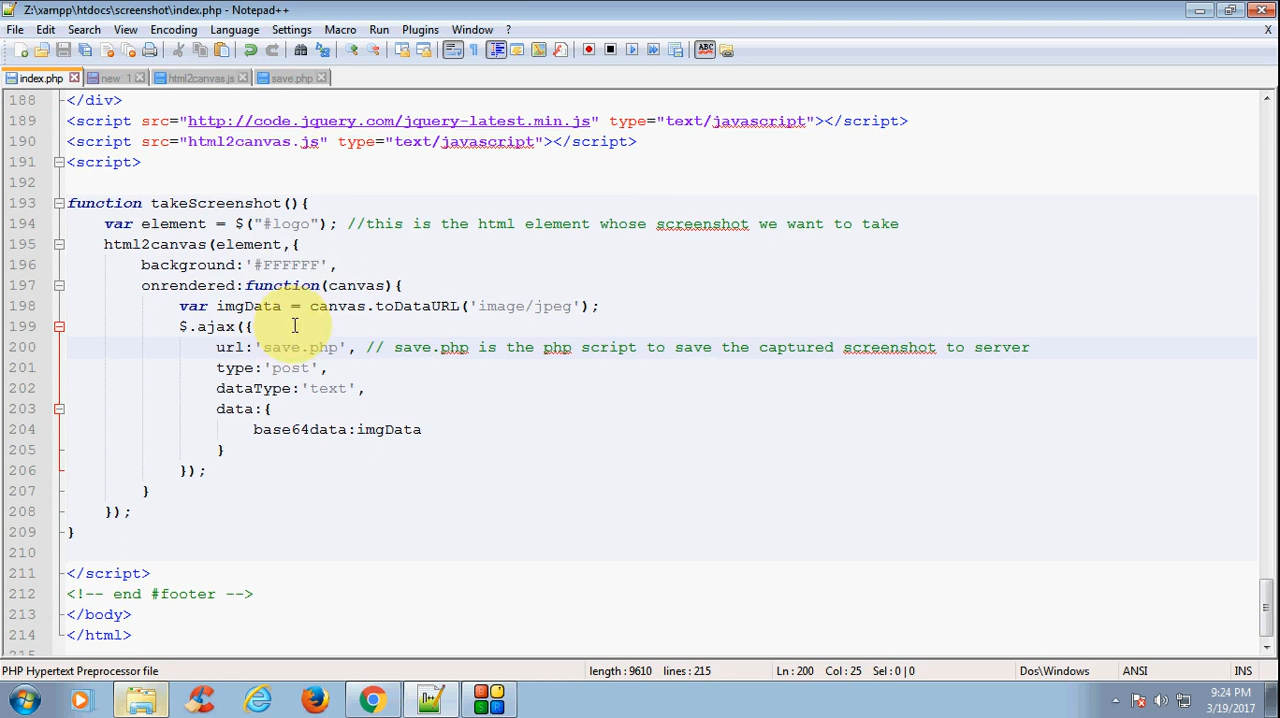 Z:\xampp\htdocs\screenshot\index.php - Notepad++
File Edit Search View Encoding Language Settings Macro Run Plugins Window ? X
index.php new 1 html2canvas.js save.php
188 </div>
189 <script src="http://code.jquery.com/jquery-latest.min.js" type="text/javascript"></script>
190 <script src="html2canvas.js" type="text/javascript"></script>
191 <script>
192
193 function takeScreenshot(){
194 var element = $("#logo"); //this is the html element whose screenshot we want to take
195 html2canvas(element,{
196 background:'#FFFFFF',
197 onrendered:function(canvas){
198 var imgData = canvas.toDataURL('image/jpeg');
199 $.ajax({
200 url:'save.php', // save.php is the php script to save the captured screenshot to server
201 type:'post',
202 dataType:'text',
203 data:{
204 base64data:imgData
205 }
206 });
207 }
208 });
209 }
210
211 </script>
212 <!-- end #footer -->
213 </body>
214 </html>
215
PHP Hypertext Preprocessor file length : 9610 lines : 215 Ln : 200 Col : 25 Sel : 0 | 0 Dos\Windows ANSI INS
9:24 PM
3/19/2017